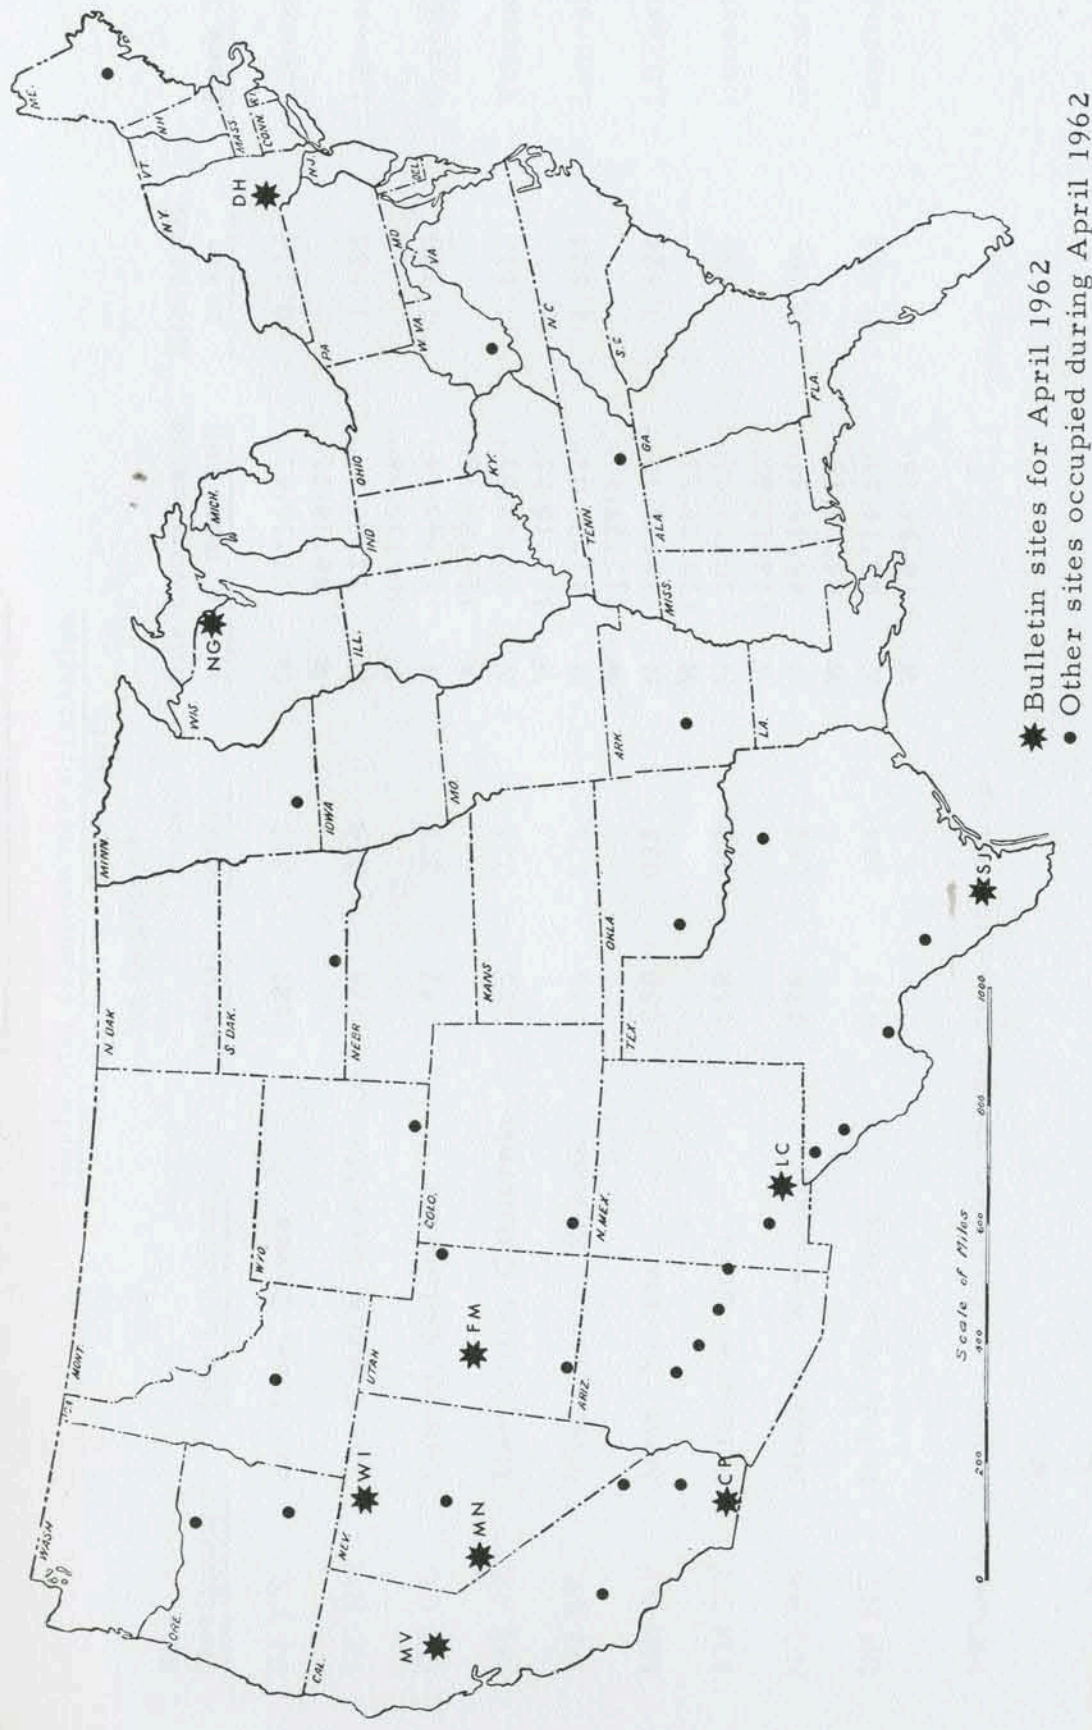 WASH
ORE.
CAL.
NEV.
IDA
MONT.
WYO
UTAH
COLO.
ARIZ.
N.MEX.
N. DAK
S. DAK.
NEBR
KANS
OKLA.
TEX.
MINN.
IOWA
MO.
ARK
LA.
WIS
ILL.
MICH.
IND
OHIO
KY.
TENN.
MISS.
ALA
GA
FLA.
S.C
N.C
VA
W.VA
MD
DEL
PA
N.J.
N.Y.
CONN.
R.I
MASS.
VT
NH
ME.
MV
MN
WI
CP
FM
LC
SJ
NG
DH
Scale of Miles
0 200 400 600 800 1000
Bulletin sites for April 1962
Other sites occupied during April 1962